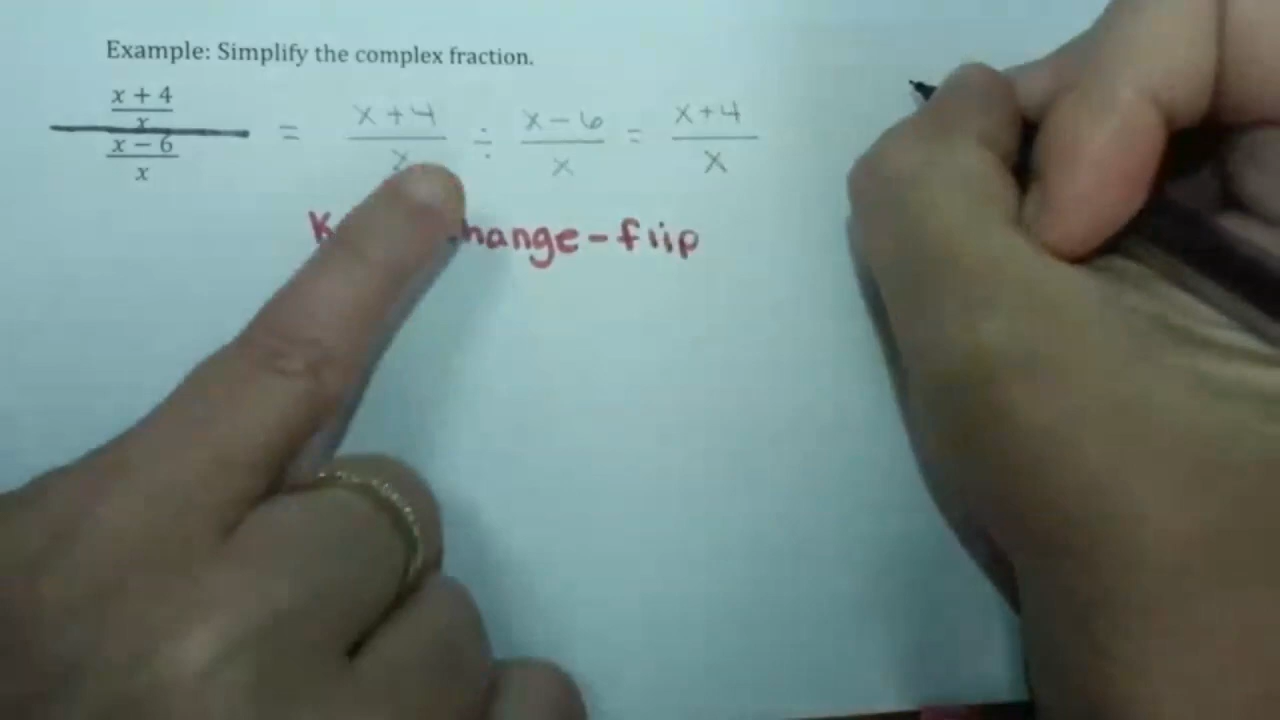 Example: Simplify the complex fraction.
x + 4 / x / x − 6 / x = x+4 / x ÷ x−6 / x = x+4 / x
hange-flip